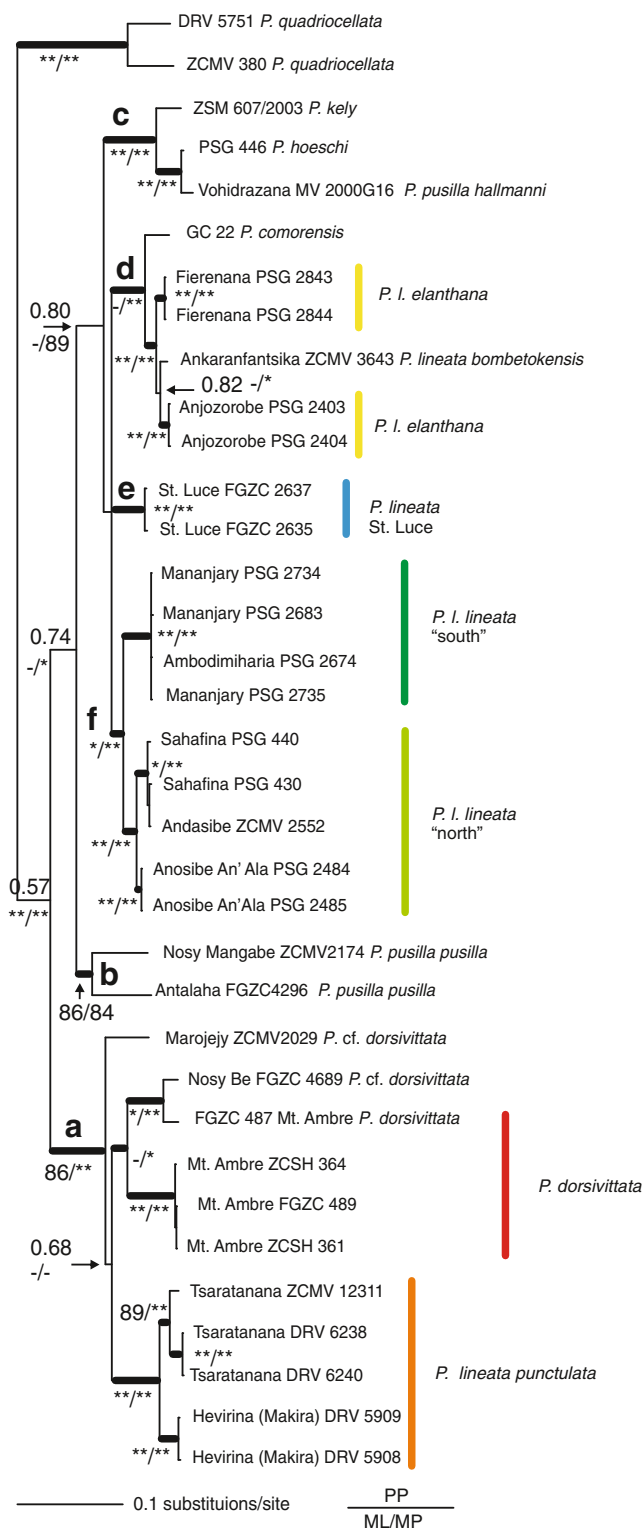 DRV 5751 P. quadriocellata
**/**
ZCMV 380 P. quadriocellata
ZSM 607/2003 P. kely
c
**/**
PSG 446 P. hoeschi
**/**
Vohidrazana MV 2000G16 P. pusilla hallmanni
GC 22 P. comorensis
d
-/**
Fierenana PSG 2843
**/**
P. l. elanthana
Fierenana PSG 2844
0.80
-/89
**/**
Ankaranfantsika ZCMV 3643 P. lineata bombetokensis
0.82 -/*
Anjozorobe PSG 2403
P. l. elanthana
**/**
Anjozorobe PSG 2404
e
St. Luce FGZC 2637
**/**
P. lineata
St. Luce
St. Luce FGZC 2635
Mananjary PSG 2734
Mananjary PSG 2683
P. l. lineata
"south"
0.74
-/*
**/**
Ambodimiharia PSG 2674
Mananjary PSG 2735
f
*/**
Sahafina PSG 440
*/**
Sahafina PSG 430
P. l. lineata
"north"
Andasibe ZCMV 2552
**/**
Anosibe An' Ala PSG 2484
0.57
**/**
**/**
Anosibe An'Ala PSG 2485
Nosy Mangabe ZCMV2174 P. pusilla pusilla
b
Antalaha FGZC4296 P. pusilla pusilla
86/84
Marojejy ZCMV2029 P. cf. dorsivittata
Nosy Be FGZC 4689 P. cf. dorsivittata
*/**
FGZC 487 Mt. Ambre P. dorsivittata
a
86/**
-/*
Mt. Ambre ZCSH 364
P. dorsivittata
**/**
Mt. Ambre FGZC 489
Mt. Ambre ZCSH 361
0.68
-/-
Tsaratanana ZCMV 12311
89/**
Tsaratanana DRV 6238
**/**
P. lineata punctulata
Tsaratanana DRV 6240
**/**
Hevirina (Makira) DRV 5909
**/**
Hevirina (Makira) DRV 5908
0.1 substituions/site
PP
ML/MP